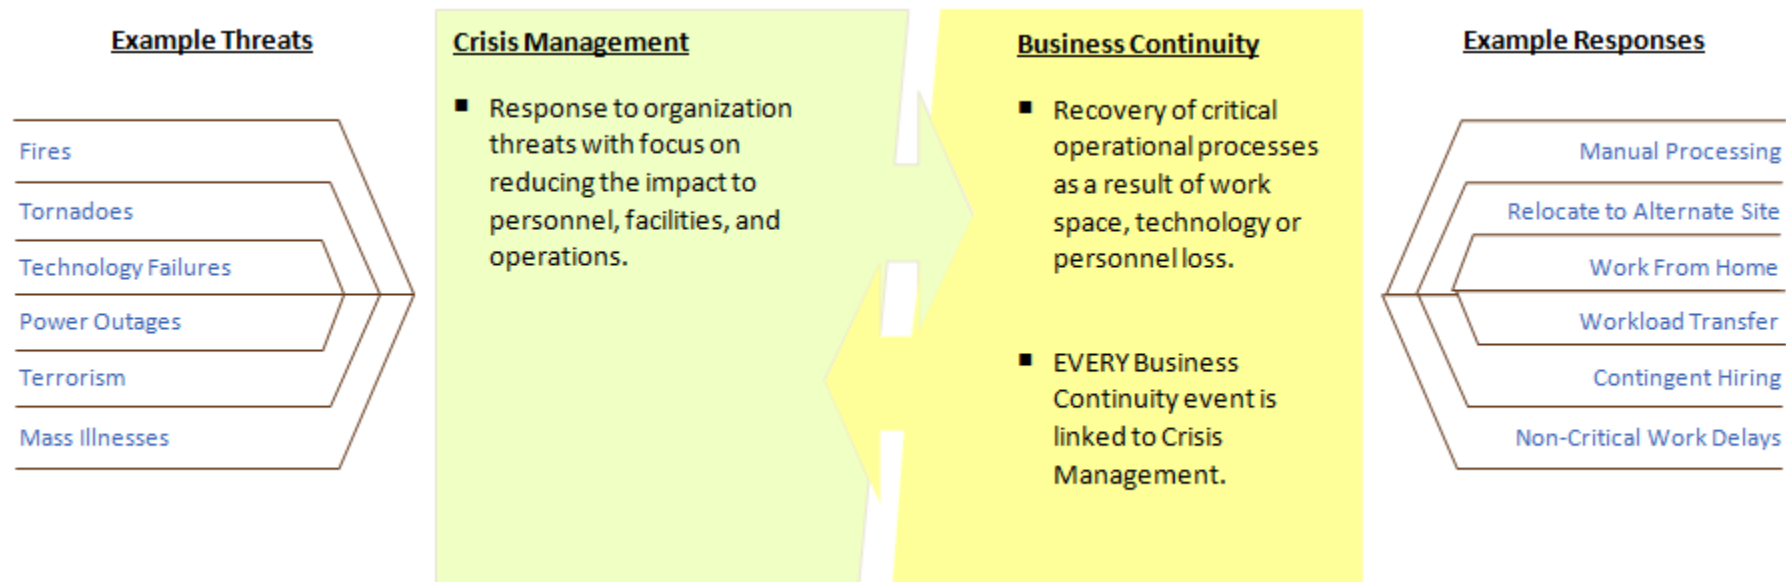 Example Threats
Fires
Tornadoes
Technology Failures
Power Outages
Terrorism
Mass Illnesses
Crisis Management
▪ Response to organization
threats with focus on
reducing the impact to
personnel, facilities, and
operations.
Business Continuity
▪ Recovery of critical
operational processes
as a result of work
space, technology or
personnel loss.
▪ EVERY Business
Continuity event is
linked to Crisis
Management.
Example Responses
Manual Processing
Relocate to Alternate Site
Work From Home
Workload Transfer
Contingent Hiring
Non-Critical Work Delays